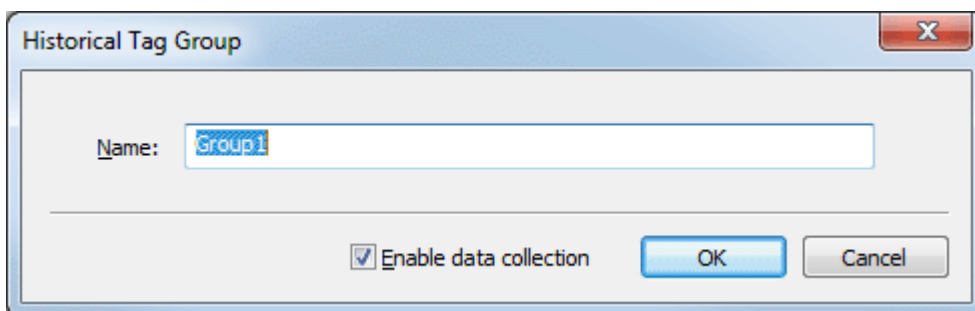 Historical Tag Group
Name: Group1
Enable data collection OK Cancel